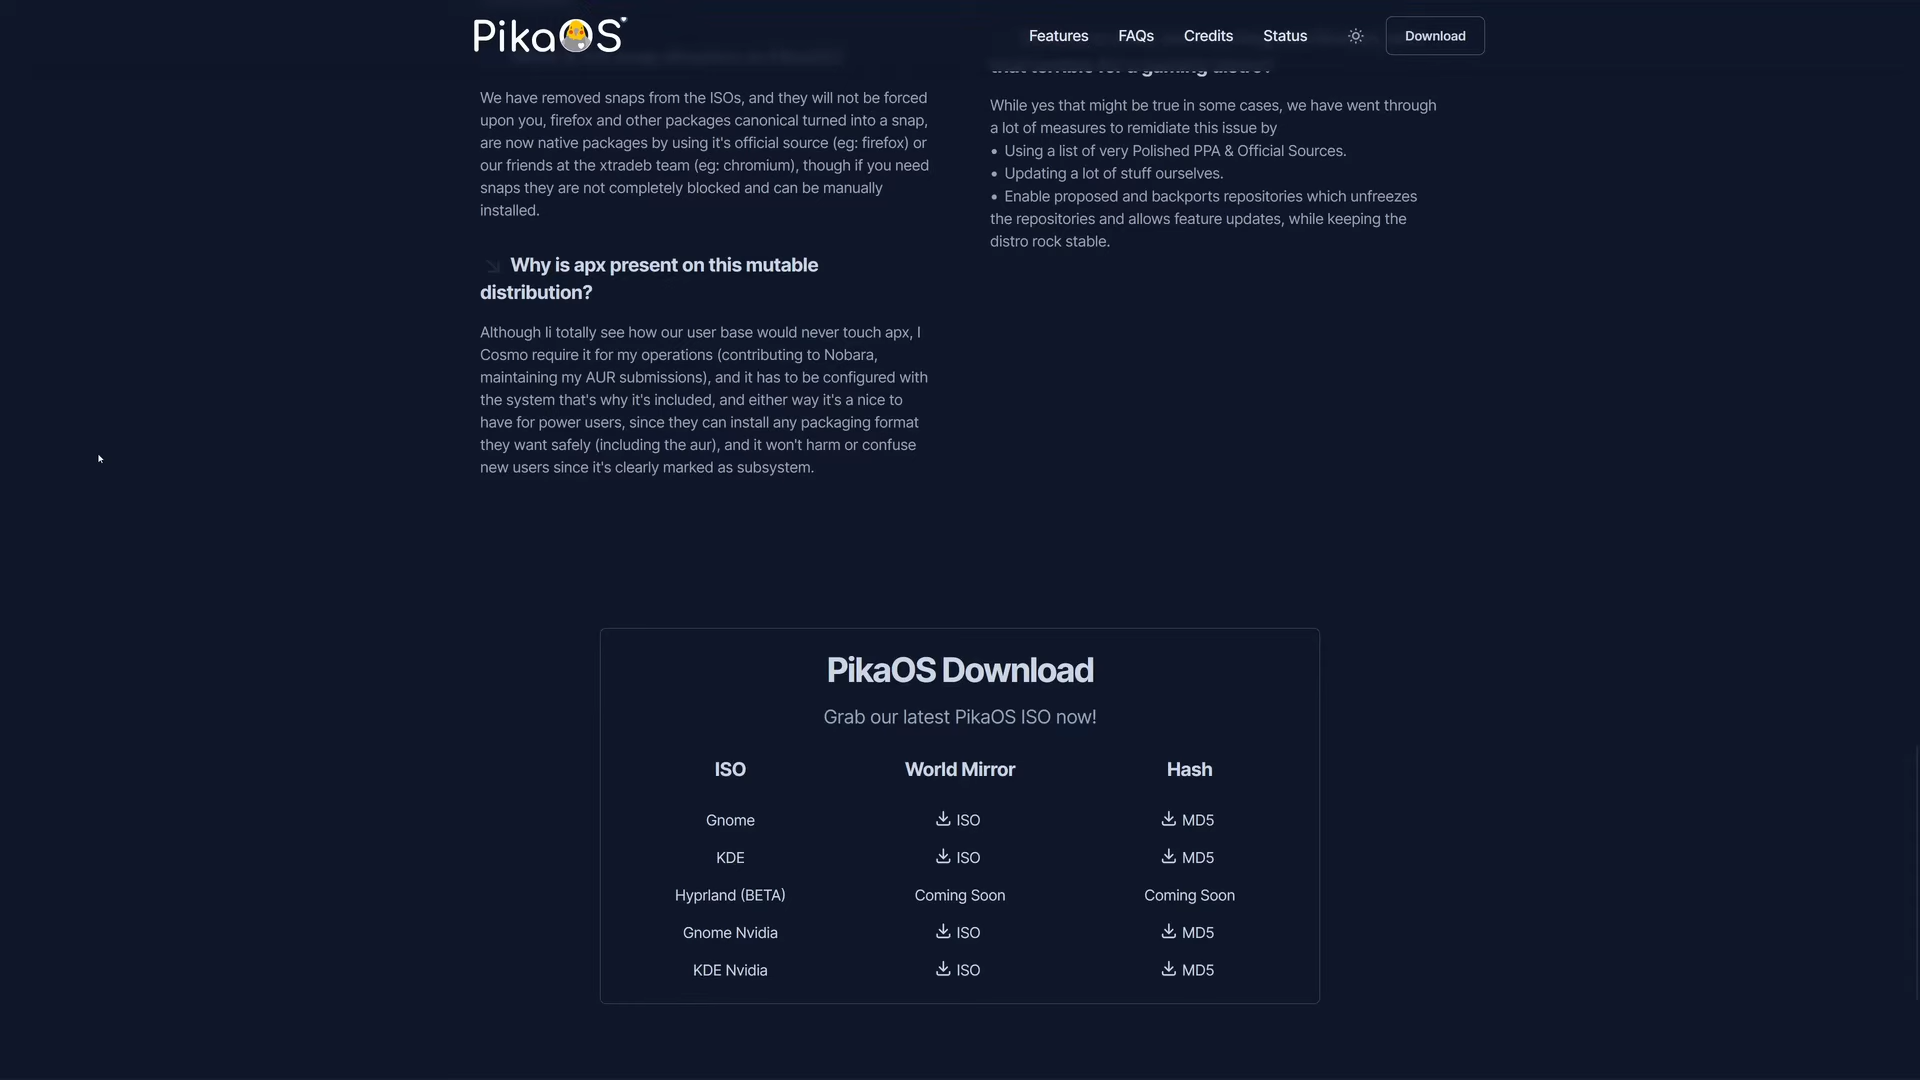 PikaOS
Features
FAQs
Credits
Status
Download
We have removed snaps from the ISOs, and they will not be forced
upon you, firefox and other packages canonical turned into a snap,
are now native packages by using it's official source (eg: firefox) or
our friends at the xtradeb team (eg: chromium), though if you need
snaps they are not completely blocked and can be manually
installed.
Why is apx present on this mutable
distribution?
Although Ii totally see how our user base would never touch apx, I
Cosmo require it for my operations (contributing to Nobara,
maintaining my AUR submissions), and it has to be configured with
the system that's why it's included, and either way it's a nice to
have for power users, since they can install any packaging format
they want safely (including the aur), and it won't harm or confuse
new users since it's clearly marked as subsystem.
that terrible for a gaming distro?
While yes that might be true in some cases, we have went through
a lot of measures to remidiate this issue by
• Using a list of very Polished PPA & Official Sources.
• Updating a lot of stuff ourselves.
• Enable proposed and backports repositories which unfreezes
the repositories and allows feature updates, while keeping the
distro rock stable.
PikaOS Download
Grab our latest PikaOS ISO now!
ISO World Mirror Hash
Gnome ISO MD5
KDE ISO MD5
Hyprland (BETA) Coming Soon Coming Soon
Gnome Nvidia ISO MD5
KDE Nvidia ISO MD5